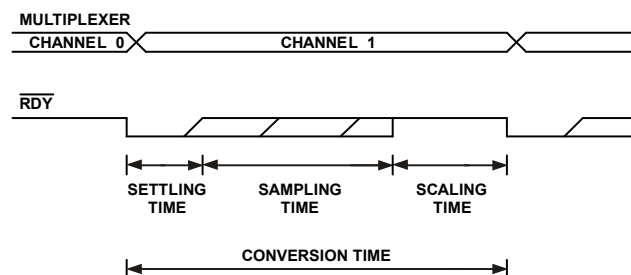 MULTIPLEXER
CHANNEL 0 CHANNEL 1
RDY
SETTLING TIME
SAMPLING TIME
SCALING TIME
CONVERSION TIME